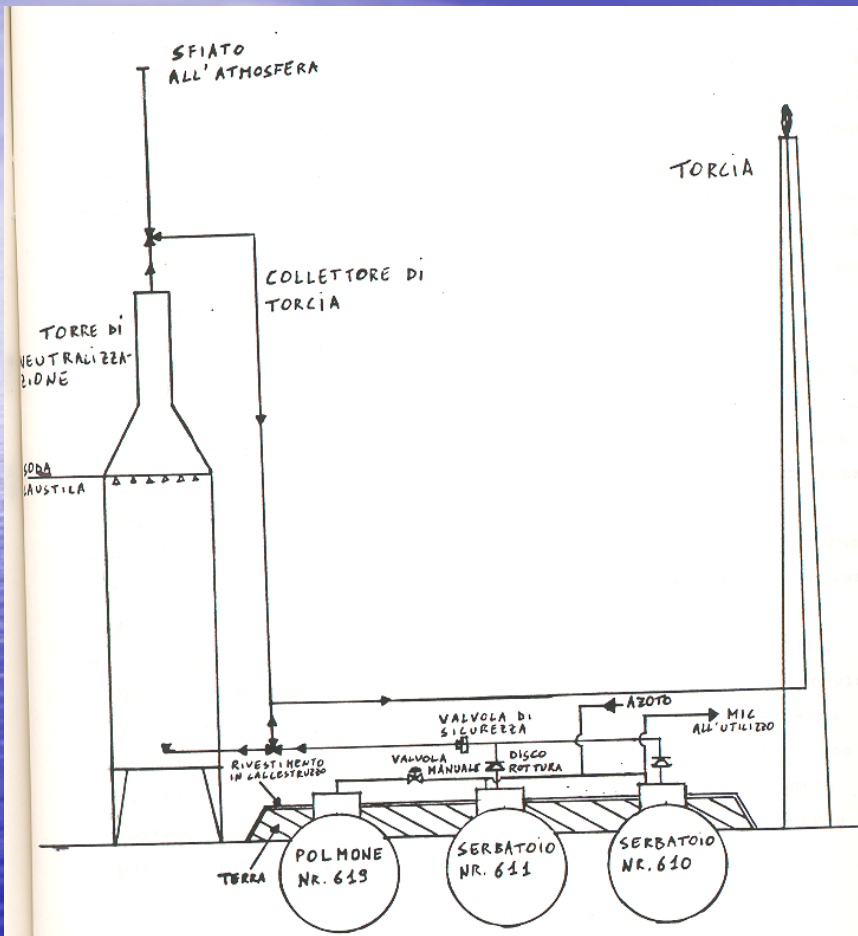 SFIATO
ALL'ATMOSFERA
TORCIA
COLLETTORE DI
TORCIA
TORRE DI
NEUTRALIZZA-
ZIONE
SODA
CAUSTICA
AZOTO
MIC
ALL'UTILIZZO
VALVOLA DI
SICUREZZA
RIVESTIMENTO
IN CALCESTRUZZO
VALVOLA
MANUALE
DISCO
ROTTURA
TERRA
POLMONE
NR. 619
SERBATOIO
NR. 611
SERBATOIO
NR. 610